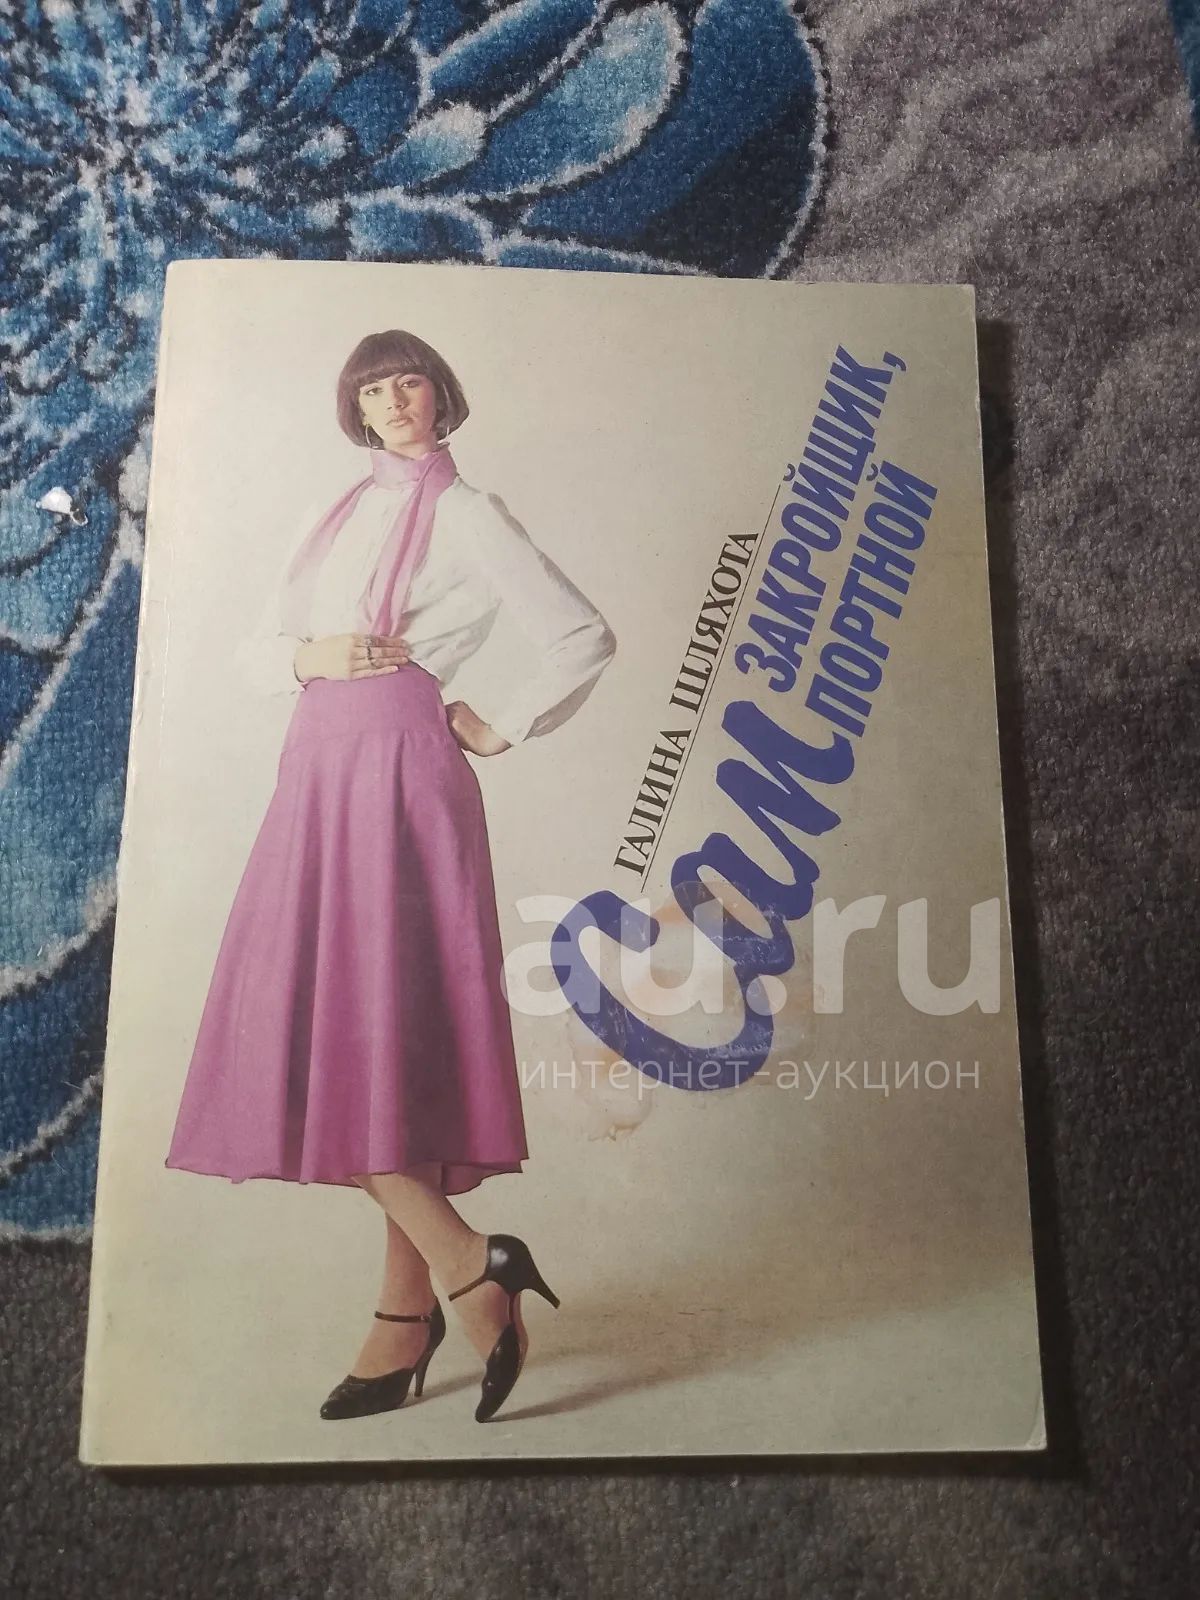 ГАЛИНА ШЛЯХОТА
Сам
ЗАКРОЙЩИК,
ПОРТНОЙ
au.ru
интернет-аукцион